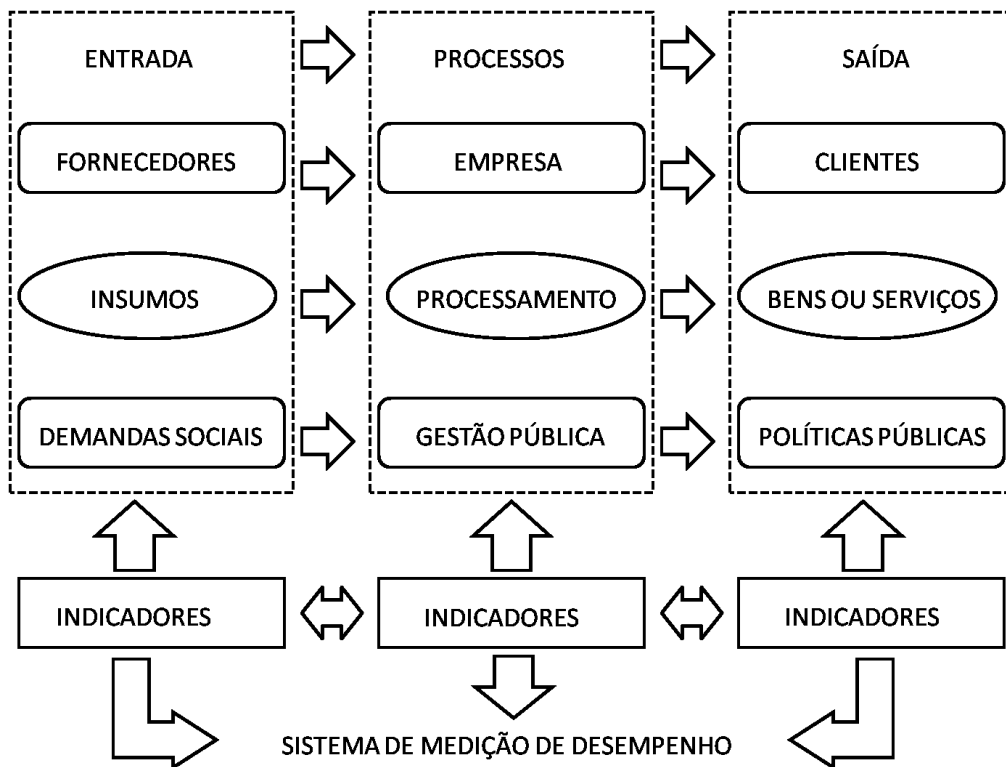 ENTRADA
PROCESSOS
SAÍDA
FORNECEDORES
EMPRESA
CLIENTES
INSUMOS
PROCESSAMENTO
BENS OU SERVIÇOS
DEMANDAS SOCIAIS
GESTÃO PÚBLICA
POLÍTICAS PÚBLICAS
INDICADORES
INDICADORES
INDICADORES
SISTEMA DE MEDIÇÃO DE DESEMPENHO